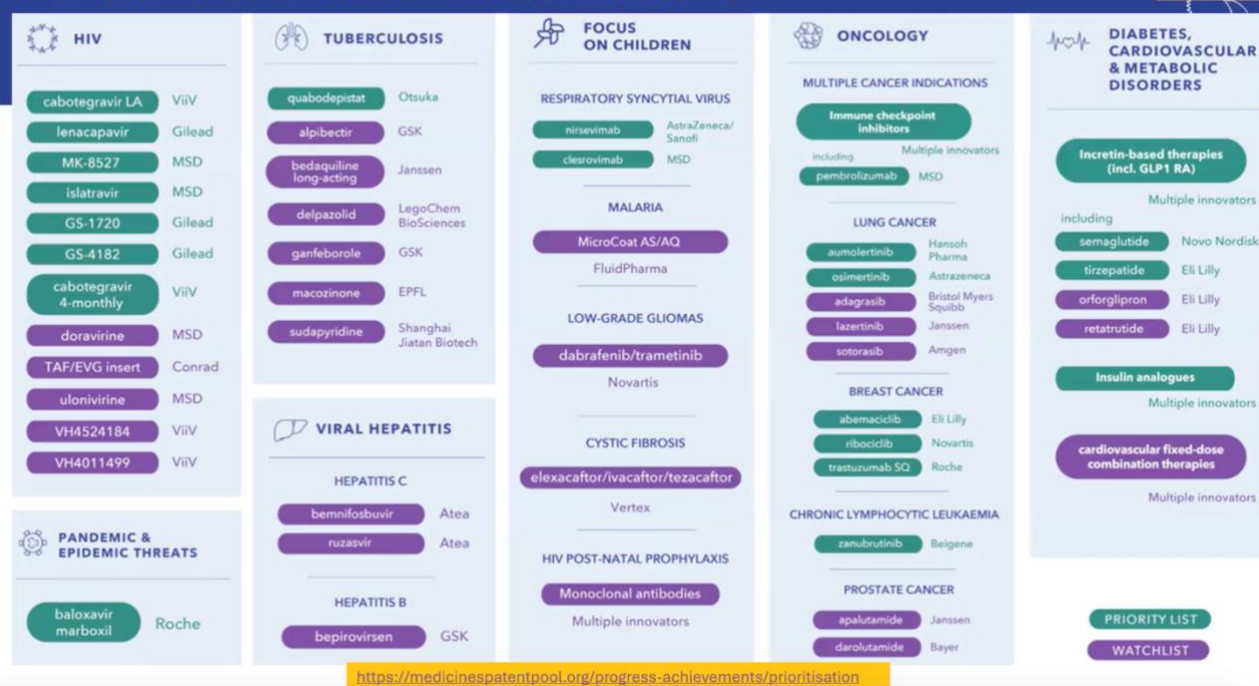 HIV
cabotegravir LA ViiV
lenacapavir Gilead
MK-8527 MSD
islatravir MSD
GS-1720 Gilead
GS-4182 Gilead
cabotegravir
4-monthly ViiV
doravirine MSD
TAF/EVG insert Conrad
ulonivirine MSD
VH4524184 ViiV
VH4011499 ViiV
PANDEMIC &
EPIDEMIC THREATS
baloxavir
marboxil Roche
TUBERCULOSIS
quabodepistat Otsuka
alpibectir GSK
bedaquiline
long-acting Janssen
delpazolid LegoChem
BioSciences
ganfeborole GSK
macozinone EPFL
sudapyridine Shanghai
Jiatan Biotech
VIRAL HEPATITIS
HEPATITIS C
bemnifosbuvir Atea
ruzasvir Atea
HEPATITIS B
bepirovirsen GSK
FOCUS
ON CHILDREN
RESPIRATORY SYNCYTIAL VIRUS
nirsevimab AstraZeneca/
Sanofi
clesrovimab MSD
MALARIA
MicroCoat AS/AQ
FluidPharma
LOW-GRADE GLIOMAS
dabrafenib/trametinib
Novartis
CYSTIC FIBROSIS
elexacaftor/ivacaftor/tezacaftor
Vertex
HIV POST-NATAL PROPHYLAXIS
Monoclonal antibodies
Multiple innovators
ONCOLOGY
MULTIPLE CANCER INDICATIONS
Immune checkpoint
inhibitors
Multiple innovators
including
pembrolizumab MSD
LUNG CANCER
aumolertinib Hansoh
Pharma
osimertinib Astrazeneca
adagrasib Bristol Myers
Squibb
lazertinib Janssen
sotorasib Amgen
BREAST CANCER
abemaciclib Eli Lilly
ribociclib Novartis
trastuzumab SQ Roche
CHRONIC LYMPHOCYTIC LEUKAEMIA
zanubrutinib Beigene
PROSTATE CANCER
apalutamide Janssen
darolutamide Bayer
DIABETES,
CARDIOVASCULAR
& METABOLIC
DISORDERS
Incretin-based therapies
(incl. GLP1 RA)
Multiple innovators
including
semaglutide Novo Nordisk
tirzepatide Eli Lilly
orforglipron Eli Lilly
retatrutide Eli Lilly
Insulin analogues
Multiple innovators
cardiovascular fixed-dose
combination therapies
Multiple innovators
PRIORITY LIST
WATCHLIST
https://medicinespatentpool.org/progress-achievements/prioritisation